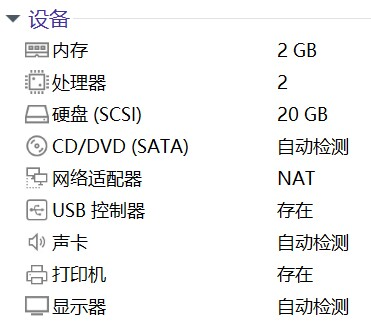 设备
内存 2 GB
处理器 2
硬盘 (SCSI) 20 GB
CD/DVD (SATA) 自动检测
网络适配器 NAT
USB 控制器 存在
声卡 自动检测
打印机 存在
显示器 自动检测